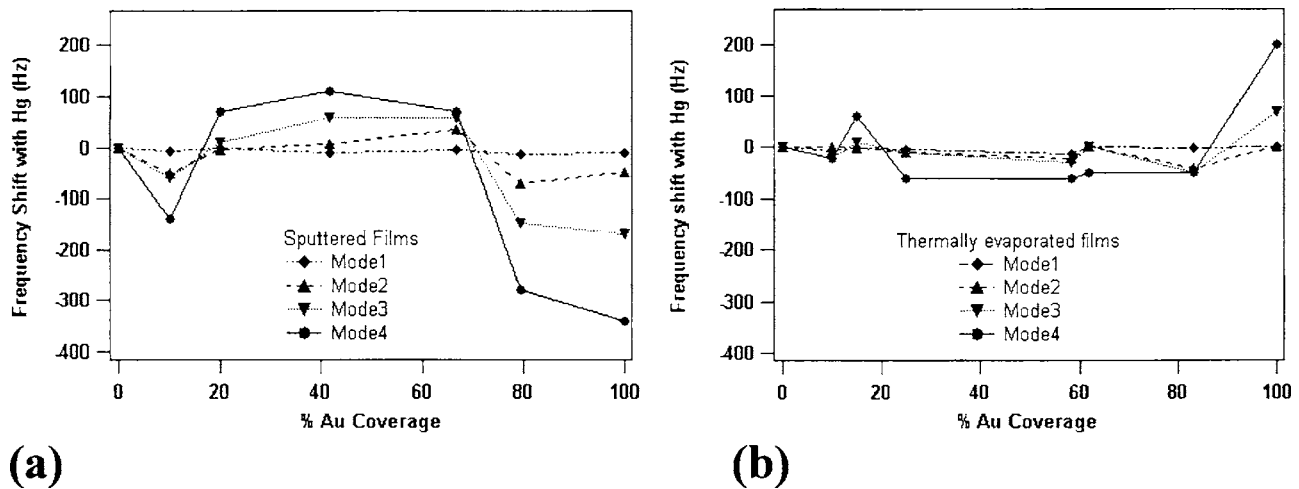 Frequency Shift with Hg (Hz)
200
100
0
-100
-200
-300
-400
Sputtered Films
Mode1
Mode2
Mode3
Mode4
0 20 40 60 80 100
% Au Coverage
(a)
Frequency shift with Hg (Hz)
200
100
0
-100
-200
-300
-400
Thermally evaporated films
Mode1
Mode2
Mode3
Mode4
0 20 40 60 80 100
% Au Coverage
(b)